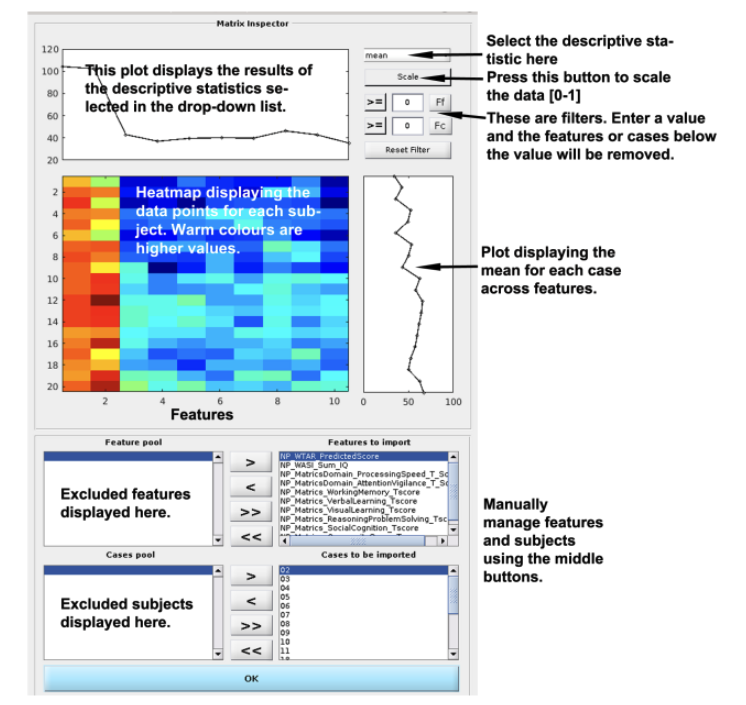 Matrix Inspector
120
100
80
60
40
20
This plot displays the results of
the descriptive statistics se-
lected in the drop-down list.
mean
Scale
>=
0
Ff
>=
0
Fc
Reset Filter
Select the descriptive sta-
tistic here
Press this button to scale
the data [0-1]
These are filters. Enter a value
and the features or cases below
the value will be removed.
2
4
6
8
10
12
14
16
18
20
Heatmap displaying the
data points for each sub-
ject. Warm colours are
higher values.
2
4
6
8
10
Features
0
50
100
Plot displaying the
mean for each case
across features.
Feature pool
Excluded features
displayed here.
>
<
>>
<<
Features to import
NP_WTAR_PredictedScore
NP_WASI_Sum_IQ
NP_MatricsDomain_ProcessingSpeed_T_Sc
NP_MatricsDomain_AttentionVigilance_T_Sc
NP_Matrics_WorkingMemory_Tscore
NP_Matrics_VerbalLearning_Tscore
NP_Matrics_VisualLearning_Tscore
NP_Matrics_ReasoningProblemSolving_Tsc
NP_Matrics_SocialCognition_Tscore
Cases pool
Excluded subjects
displayed here.
>
<
>>
<<
Cases to be imported
02
03
04
05
06
07
08
09
10
11
Manually
manage features
and subjects
using the middle
buttons.
OK